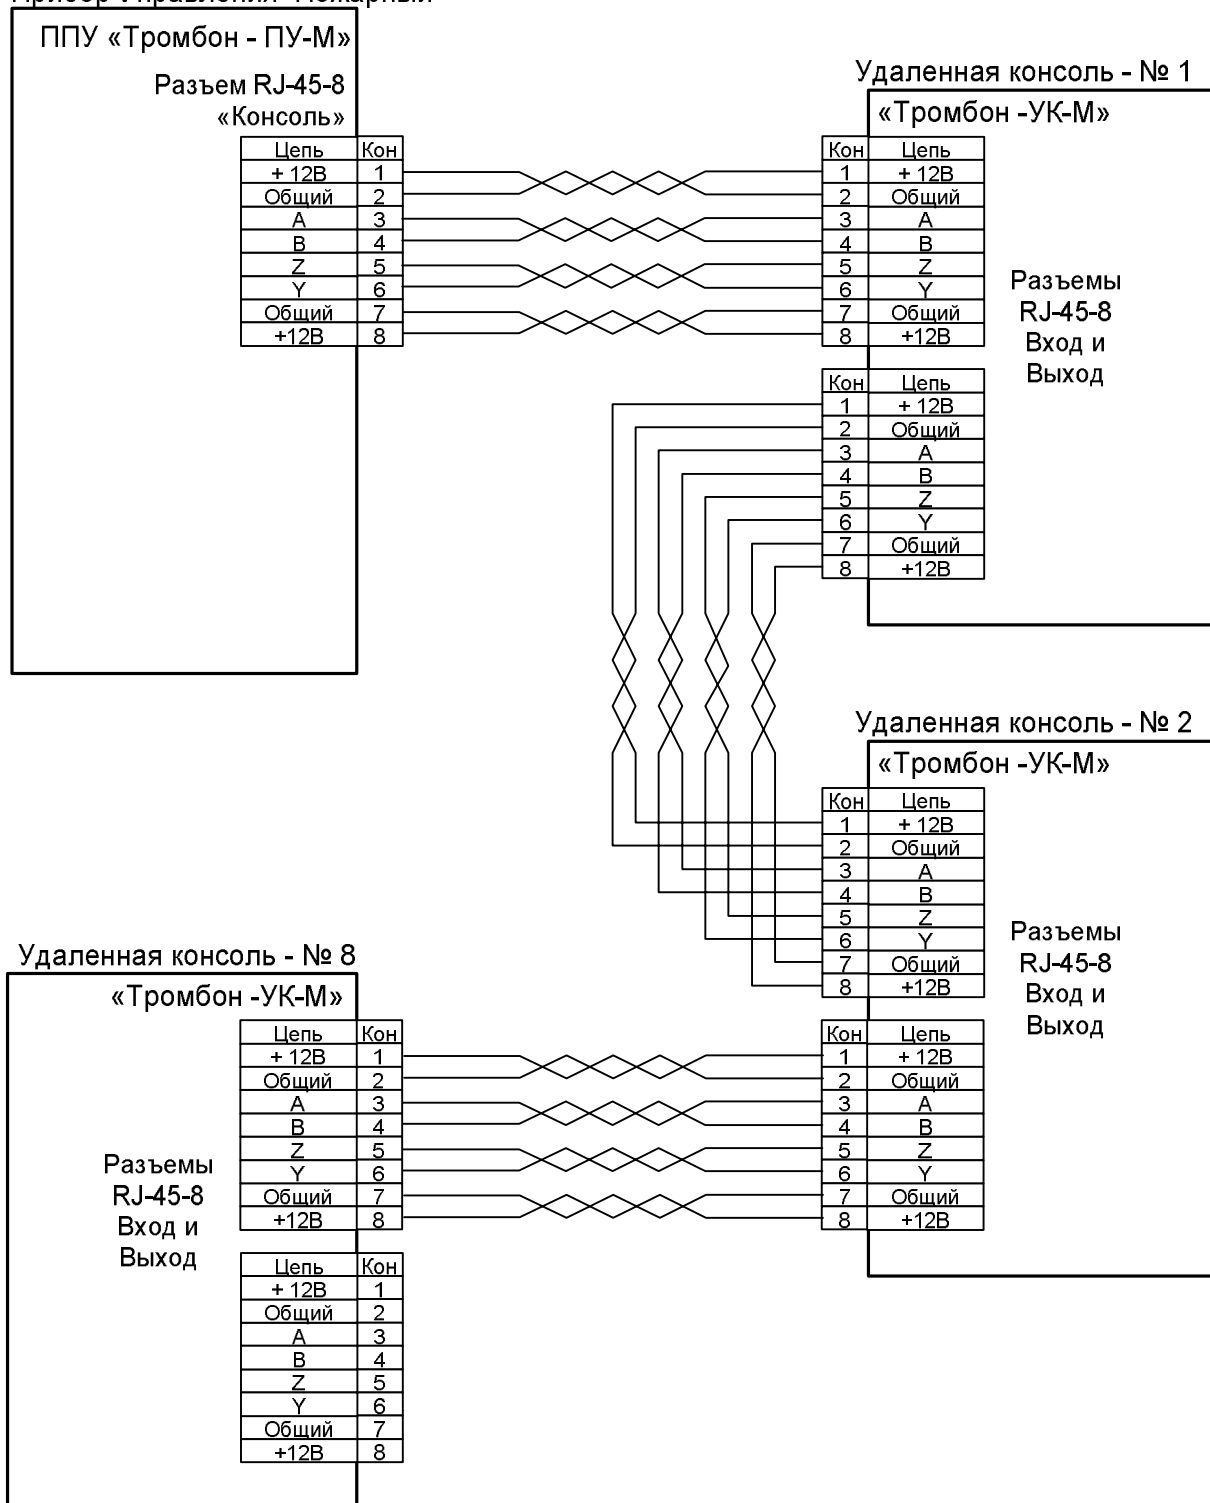 ППУ «Тромбон - ПУ-М»
Разъем RJ-45-8
«Консоль»
Цепь Кон
+ 12В 1
Общий 2
A 3
B 4
Z 5
Y 6
Общий 7
+12В 8
Удаленная консоль - № 1
«Тромбон -УК-М»
Кон Цепь
1 + 12В
2 Общий
3 A
4 B
5 Z
6 Y
7 Общий
8 +12В
Разъемы
RJ-45-8
Вход и
Выход
Кон Цепь
1 + 12В
2 Общий
3 A
4 B
5 Z
6 Y
7 Общий
8 +12В
Удаленная консоль - № 2
«Тромбон -УК-М»
Кон Цепь
1 + 12В
2 Общий
3 A
4 B
5 Z
6 Y
7 Общий
8 +12В
Разъемы
RJ-45-8
Вход и
Выход
Кон Цепь
1 + 12В
2 Общий
3 A
4 B
5 Z
6 Y
7 Общий
8 +12В
Удаленная консоль - № 8
«Тромбон -УК-М»
Цепь Кон
+ 12В 1
Общий 2
A 3
B 4
Z 5
Y 6
Общий 7
+12В 8
Разъемы
RJ-45-8
Вход и
Выход
Цепь Кон
+ 12В 1
Общий 2
A 3
B 4
Z 5
Y 6
Общий 7
+12В 8